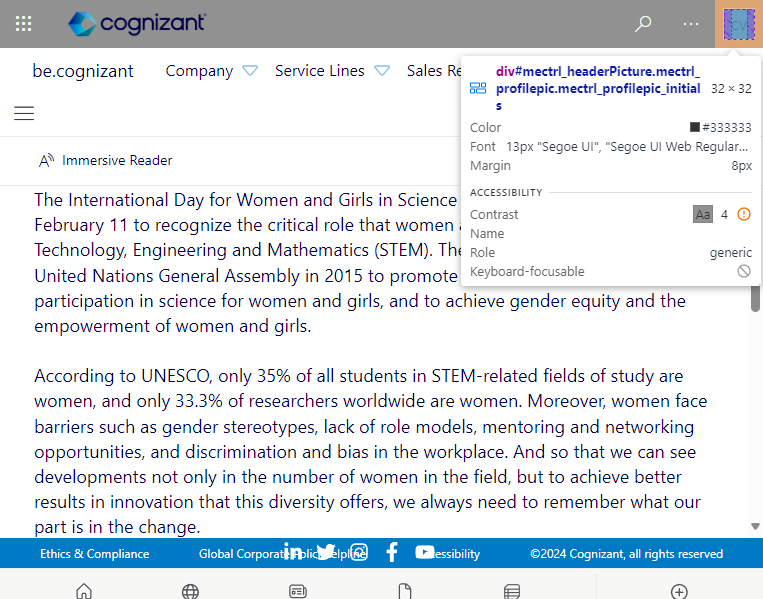 cognizant
be.cognizant
Company
Service Lines
Sales Re
div#mectrl_headerPicture.mectrl_
profilepic.mectrl_profilepic_initial
s
32 × 32
Color
#333333
Font 13px "Segoe UI", "Segoe UI Web Regular...
Margin 8px
ACCESSIBILITY
Contrast Aa 4
Name
Role generic
Keyboard-focusable
Immersive Reader
The International Day for Women and Girls in Science
February 11 to recognize the critical role that women
Technology, Engineering and Mathematics (STEM). The
United Nations General Assembly in 2015 to promote
participation in science for women and girls, and to achieve gender equity and the
empowerment of women and girls.
According to UNESCO, only 35% of all students in STEM-related fields of study are
women, and only 33.3% of researchers worldwide are women. Moreover, women face
barriers such as gender stereotypes, lack of role models, mentoring and networking
opportunities, and discrimination and bias in the workplace. And so that we can see
developments not only in the number of women in the field, but to achieve better
results in innovation that this diversity offers, we always need to remember what our
part is in the change.
Ethics & Compliance
Global Corporate
©2024 Cognizant, all rights reserved